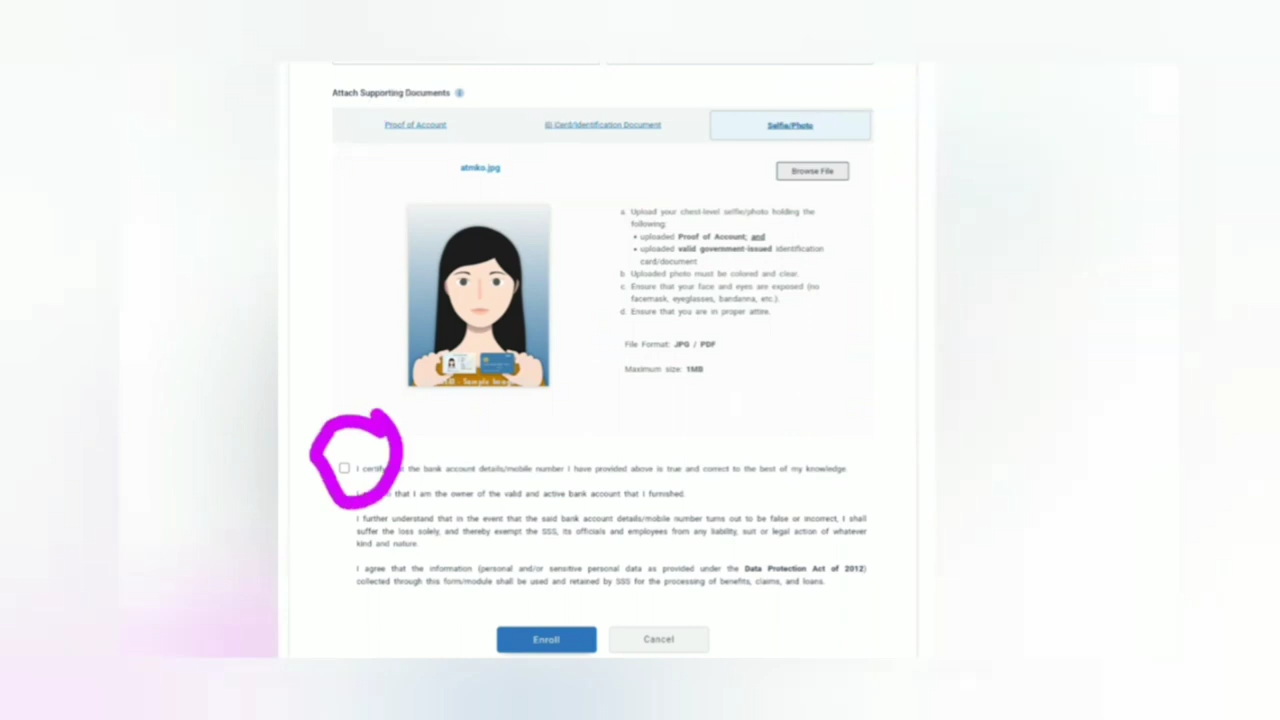 Attach Supporting Documents
Proof of Account
ID Card/Identification Document
Selfie/Photo
atmko.jpg
Browse File
a. Upload your chest-level selfie/photo holding the
following:
• uploaded Proof of Account; and
• uploaded valid government-issued identification
card/document
b. Uploaded photo must be colored and clear.
c. Ensure that your face and eyes are exposed (no
facemask, eyeglasses, bandanna, etc.).
d. Ensure that you are in proper attire.
File Format: JPG / PDF
Maximum size: 1MB
- Sample
I the bank account details/mobile number I have provided above is true and correct to the best of my knowledge.
that I am the owner of the valid and active bank account that I furnished.
I further understand that in the event that the said bank account details/mobile number turns out to be false or incorrect, I shall
suffer the loss solely, and thereby exempt the SSS, its officials and employees from any liability, suit or legal action of whatever
kind and nature.
I agree that the information (personal and/or sensitive personal data as provided under the Data Protection Act of 2012)
collected through this form/module shall be used and retained by SSS for the processing of benefits, claims, and loans.
Enroll
Cancel